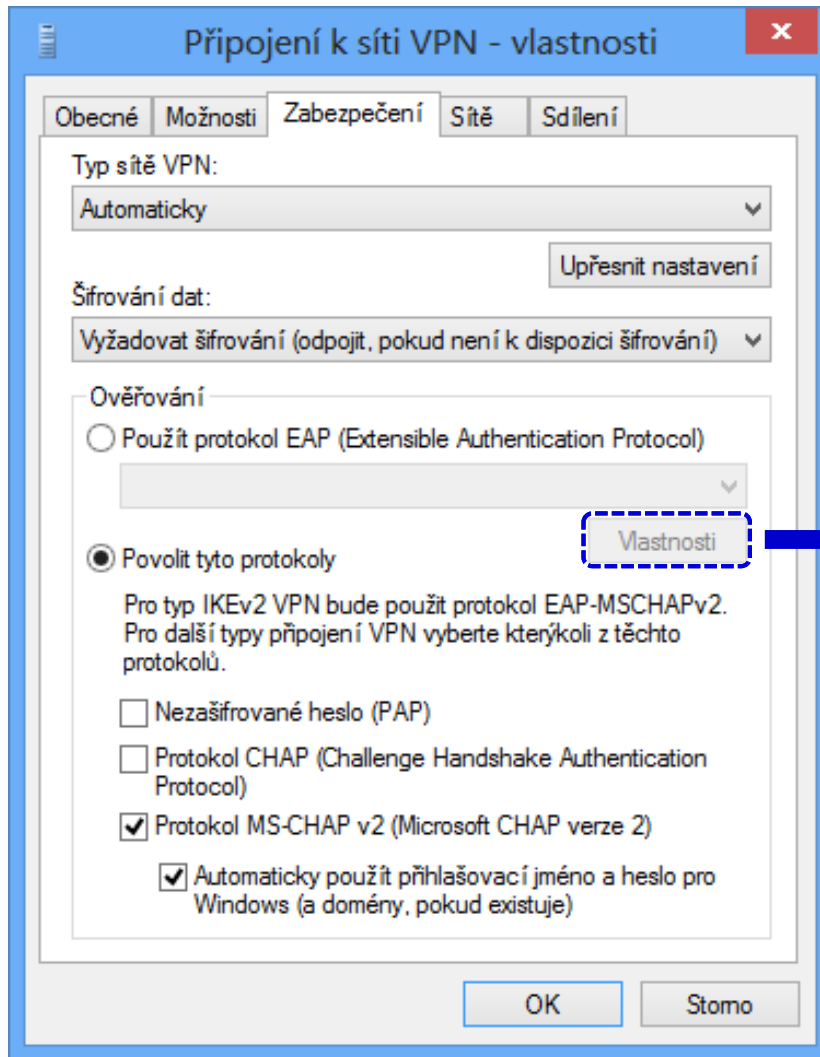 Připojení k síti VPN - vlastnosti
x
Obecné Možnosti Zabezpečení Sítě Sdílení
Typ sítě VPN:
Automaticky
Upřesnit nastavení
Šifrování dat:
Vyžadovat šifrování (odpojit, pokud není k dispozici šifrování)
Ověřování
Použít protokol EAP (Extensible Authentication Protocol)
Vlastnosti
Povolit tyto protokoly
Pro typ IKEv2 VPN bude použit protokol EAP-MSCHAPv2.
Pro další typy připojení VPN vyberte kterýkoli z těchto
protokolů.
Nezašifrované heslo (PAP)
Protokol CHAP (Challenge Handshake Authentication
Protocol)
Protokol MS-CHAP v2 (Microsoft CHAP verze 2)
Automaticky použít přihlašovací jméno a heslo pro
Windows (a domény, pokud existuje)
OK Storno